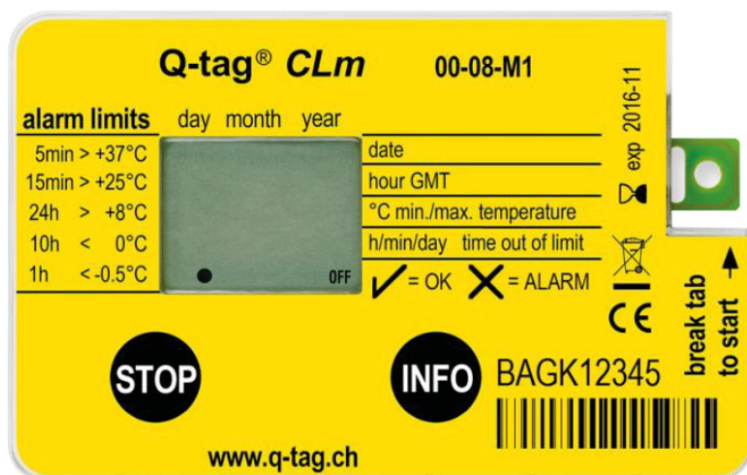 Q-tag® CLm 00-08-M1
alarm limits day month year
5min > +37°C
15min > +25°C
24h > +8°C
10h < 0°C
1h < -0.5°C
OFF
date
hour GMT
°C min./max. temperature
h/min/day time out of limit
✓ = OK ✗ = ALARM
exp 2016-11
CE
break tab
to start →
STOP
INFO
BAGK12345
www.q-tag.ch